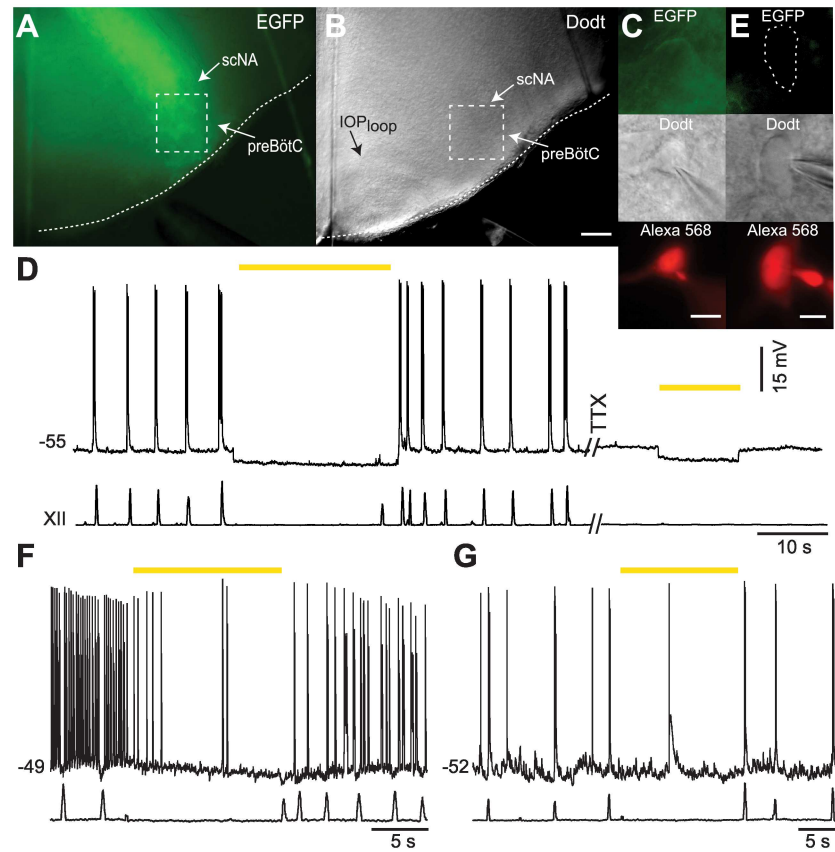 A
EGFP
scNA
preBötC
B
Dodt
scNA
IOPloop
preBötC
C
EGFP
Dodt
Alexa 568
E
EGFP
Dodt
Alexa 568
D
-55
TTX
15 mV
XII
10 s
F
-49
5 s
G
-52
5 s